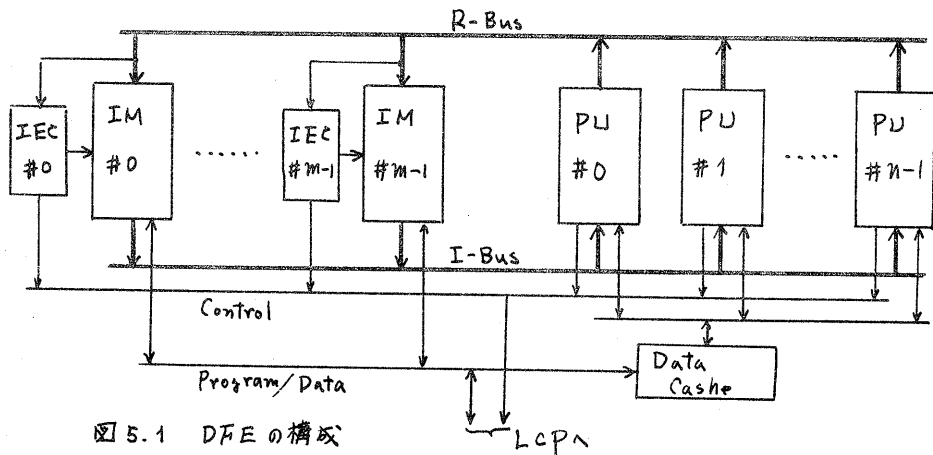 R-Bus
IEC
#0
IM
#0
......
IEC
#m-1
IM
#m-1
PU
#0
PU
#1
.....
PU
#n-1
I-Bus
Control
Program/Data
Data
Cashe
図5.1 DFEの構成
LCPへ